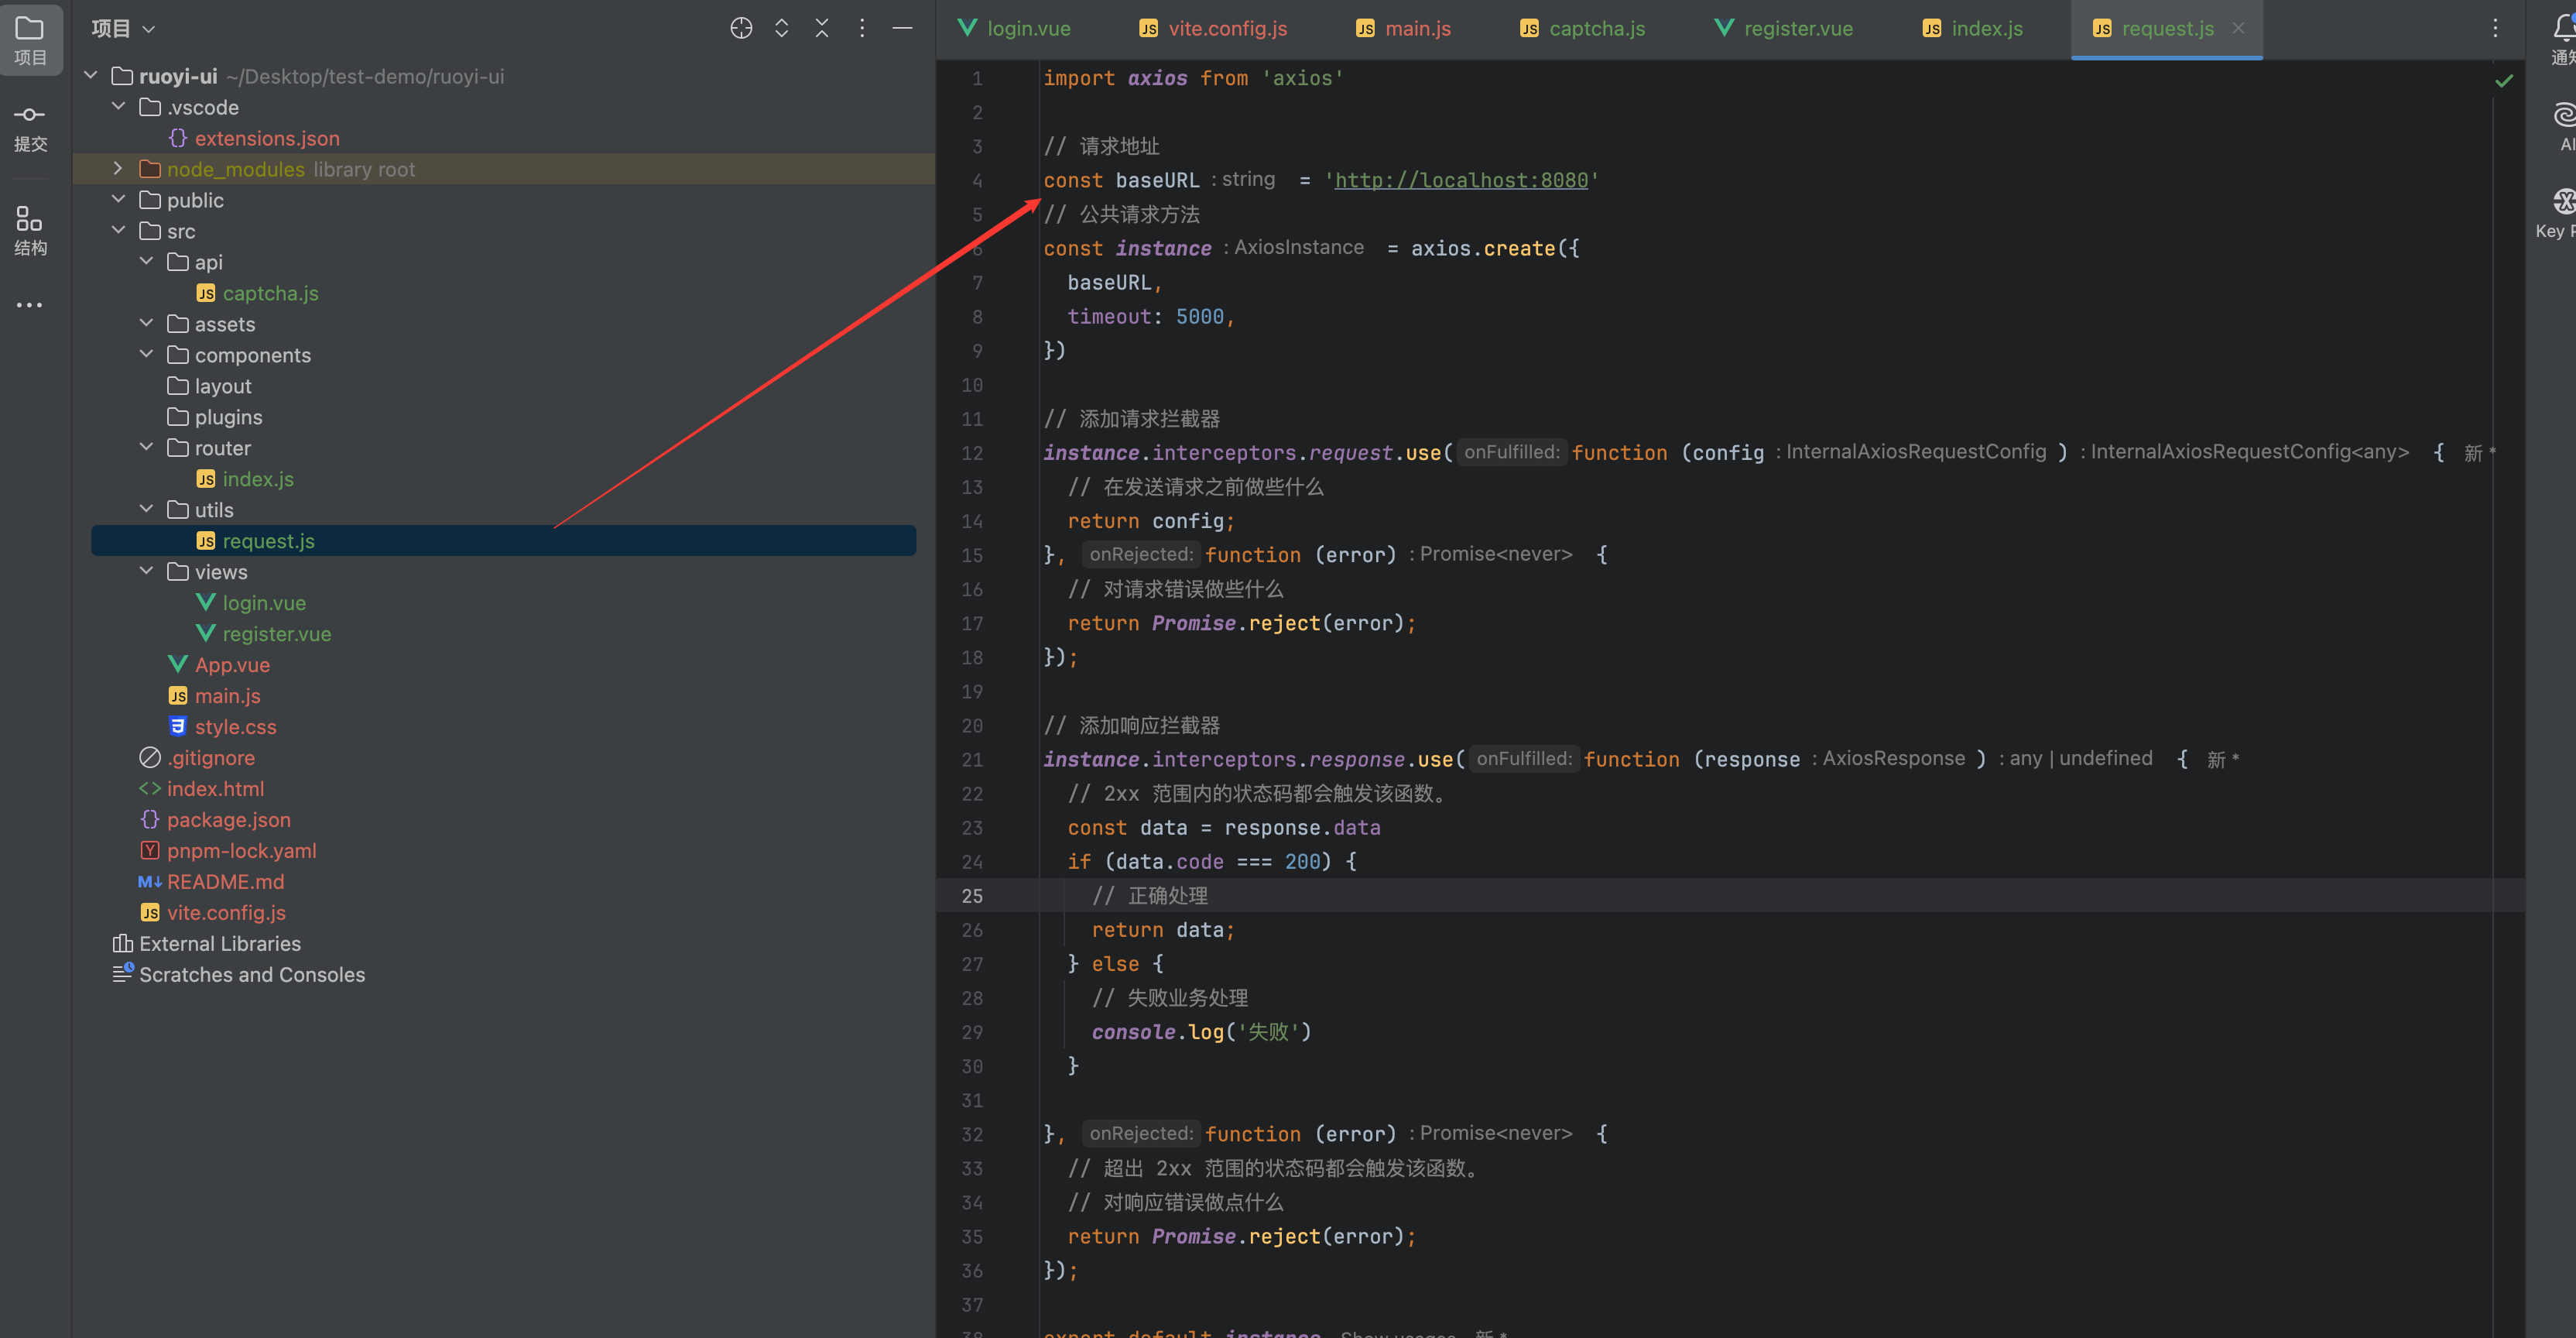 项目
提交
结构
项目
ruoyi-ui ~/Desktop/test-demo/ruoyi-ui
.vscode
extensions.json
node_modules library root
public
src
api
captcha.js
assets
components
layout
plugins
router
index.js
utils
request.js
views
login.vue
register.vue
App.vue
main.js
style.css
.gitignore
index.html
package.json
pnpm-lock.yaml
README.md
vite.config.js
External Libraries
Scratches and Consoles
login.vue vite.config.js main.js captcha.js register.vue index.js request.js
1 import axios from 'axios'
2
3 // 请求地址
4 const baseURL : string = 'http://localhost:8080'
5 // 公共请求方法
6 const instance : AxiosInstance = axios.create({
7 baseURL,
8 timeout: 5000,
9 })
10
11 // 添加请求拦截器
12 instance.interceptors.request.use( onFulfilled: function (config : InternalAxiosRequestConfig ) : InternalAxiosRequestConfig<any> { 新 *
13 // 在发送请求之前做些什么
14 return config;
15 }, onRejected: function (error) : Promise<never> {
16 // 对请求错误做些什么
17 return Promise.reject(error);
18 });
19
20 // 添加响应拦截器
21 instance.interceptors.response.use( onFulfilled: function (response : AxiosResponse ) : any | undefined { 新 *
22 // 2xx 范围内的状态码都会触发该函数。
23 const data = response.data
24 if (data.code === 200) {
25 // 正确处理
26 return data;
27 } else {
28 // 失败业务处理
29 console.log('失败')
30 }
31
32 }, onRejected: function (error) : Promise<never> {
33 // 超出 2xx 范围的状态码都会触发该函数。
34 // 对响应错误做点什么
35 return Promise.reject(error);
36 });
37
38 export default instance Show usages 新 *
通知
AI
Key P